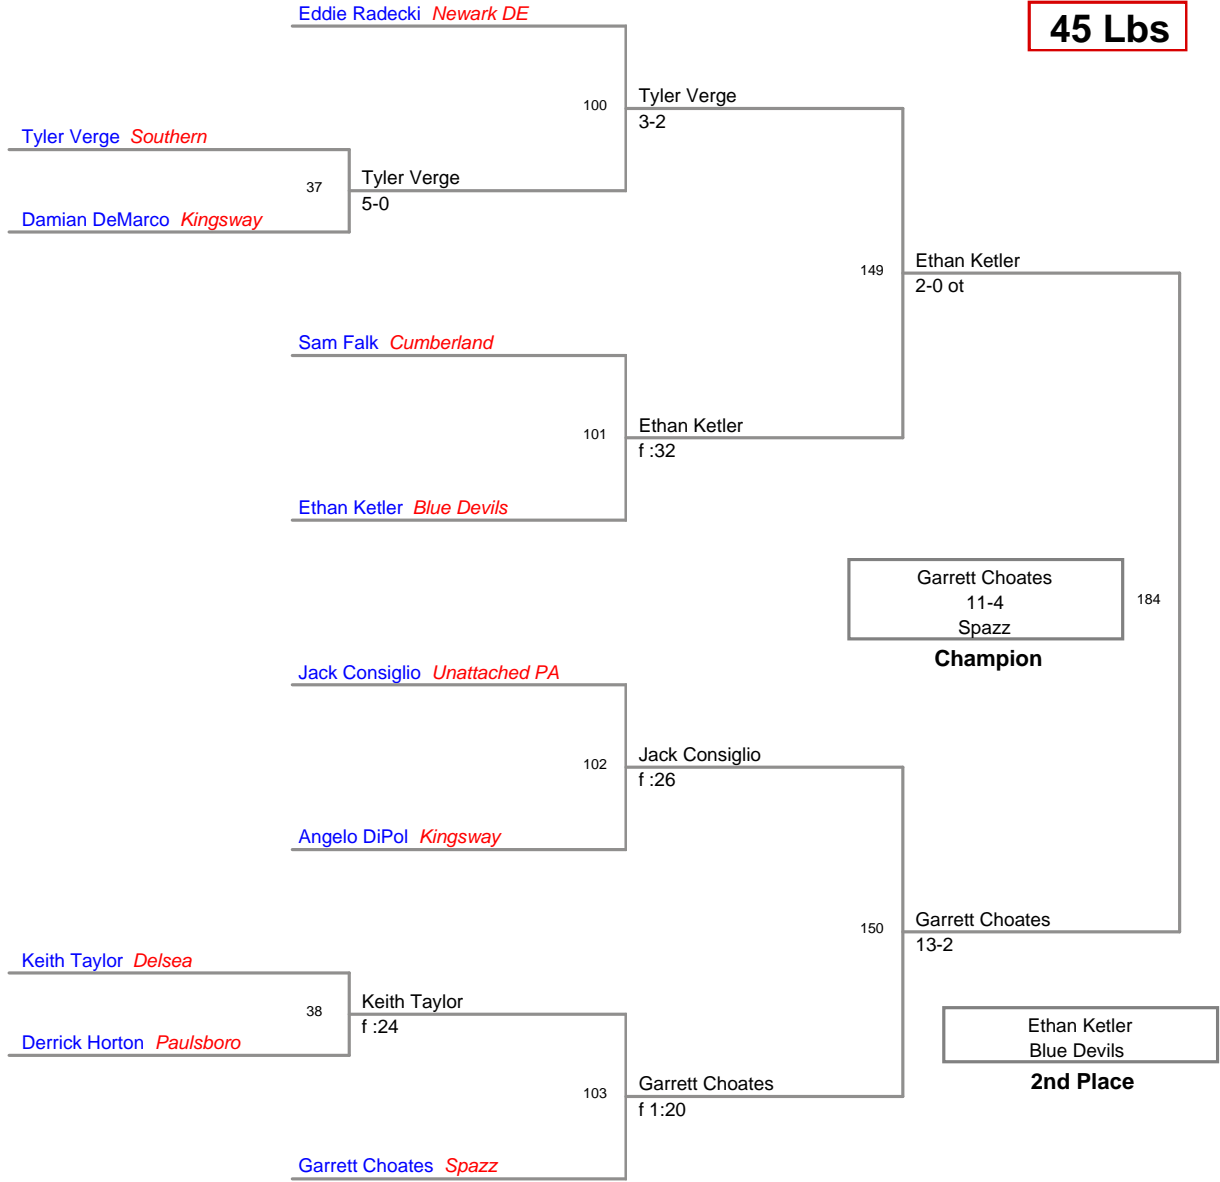 Eddie Radecki Newark DE
45 Lbs
100
Tyler Verge
3-2
Tyler Verge Southern
37
Tyler Verge
5-0
Damian DeMarco Kingsway
149
Ethan Ketler
2-0 ot
Sam Falk Cumberland
101
Ethan Ketler
f :32
Ethan Ketler Blue Devils
Garrett Choates
11-4
Spazz
184
Champion
Jack Consiglio Unattached PA
102
Jack Consiglio
f :26
Angelo DiPol Kingsway
150
Garrett Choates
13-2
Keith Taylor Delsea
38
Keith Taylor
f :24
Derrick Horton Paulsboro
Ethan Ketler
Blue Devils
2nd Place
103
Garrett Choates
f 1:20
Garrett Choates Spazz